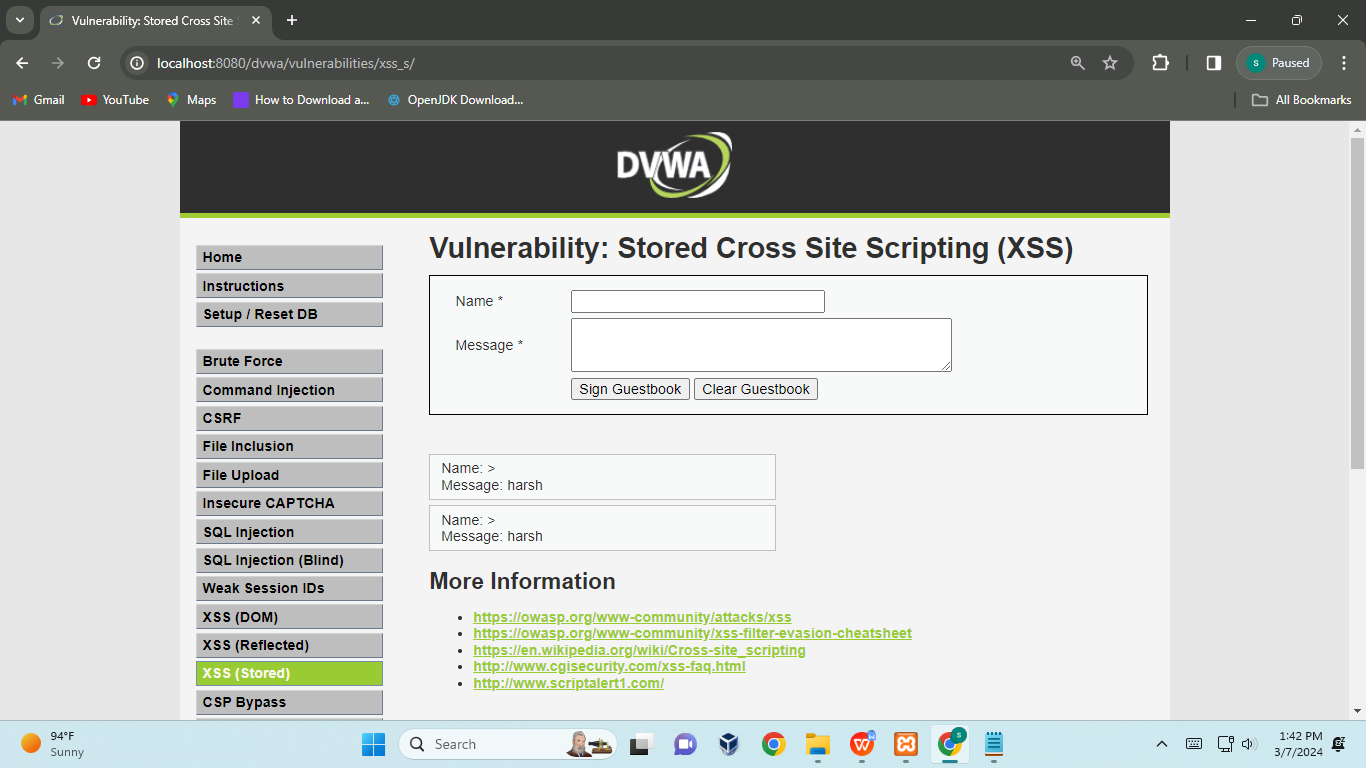 Vulnerability: Stored Cross Site
localhost:8080/dvwa/vulnerabilities/xss_s/
S
Paused
Gmail
YouTube
Maps
How to Download a...
OpenJDK Download...
All Bookmarks
DVWA
Home
Instructions
Setup / Reset DB
Brute Force
Command Injection
CSRF
File Inclusion
File Upload
Insecure CAPTCHA
SQL Injection
SQL Injection (Blind)
Weak Session IDs
XSS (DOM)
XSS (Reflected)
XSS (Stored)
CSP Bypass
Vulnerability: Stored Cross Site Scripting (XSS)
Name *
Message *
Sign Guestbook Clear Guestbook
Name: >
Message: harsh
Name: >
Message: harsh
More Information
https://owasp.org/www-community/attacks/xss
https://owasp.org/www-community/xss-filter-evasion-cheatsheet
https://en.wikipedia.org/wiki/Cross-site_scripting
http://www.cgisecurity.com/xss-faq.html
http://www.scriptalert1.com/
94°F
Sunny
Search
W
S
1:42 PM
3/7/2024